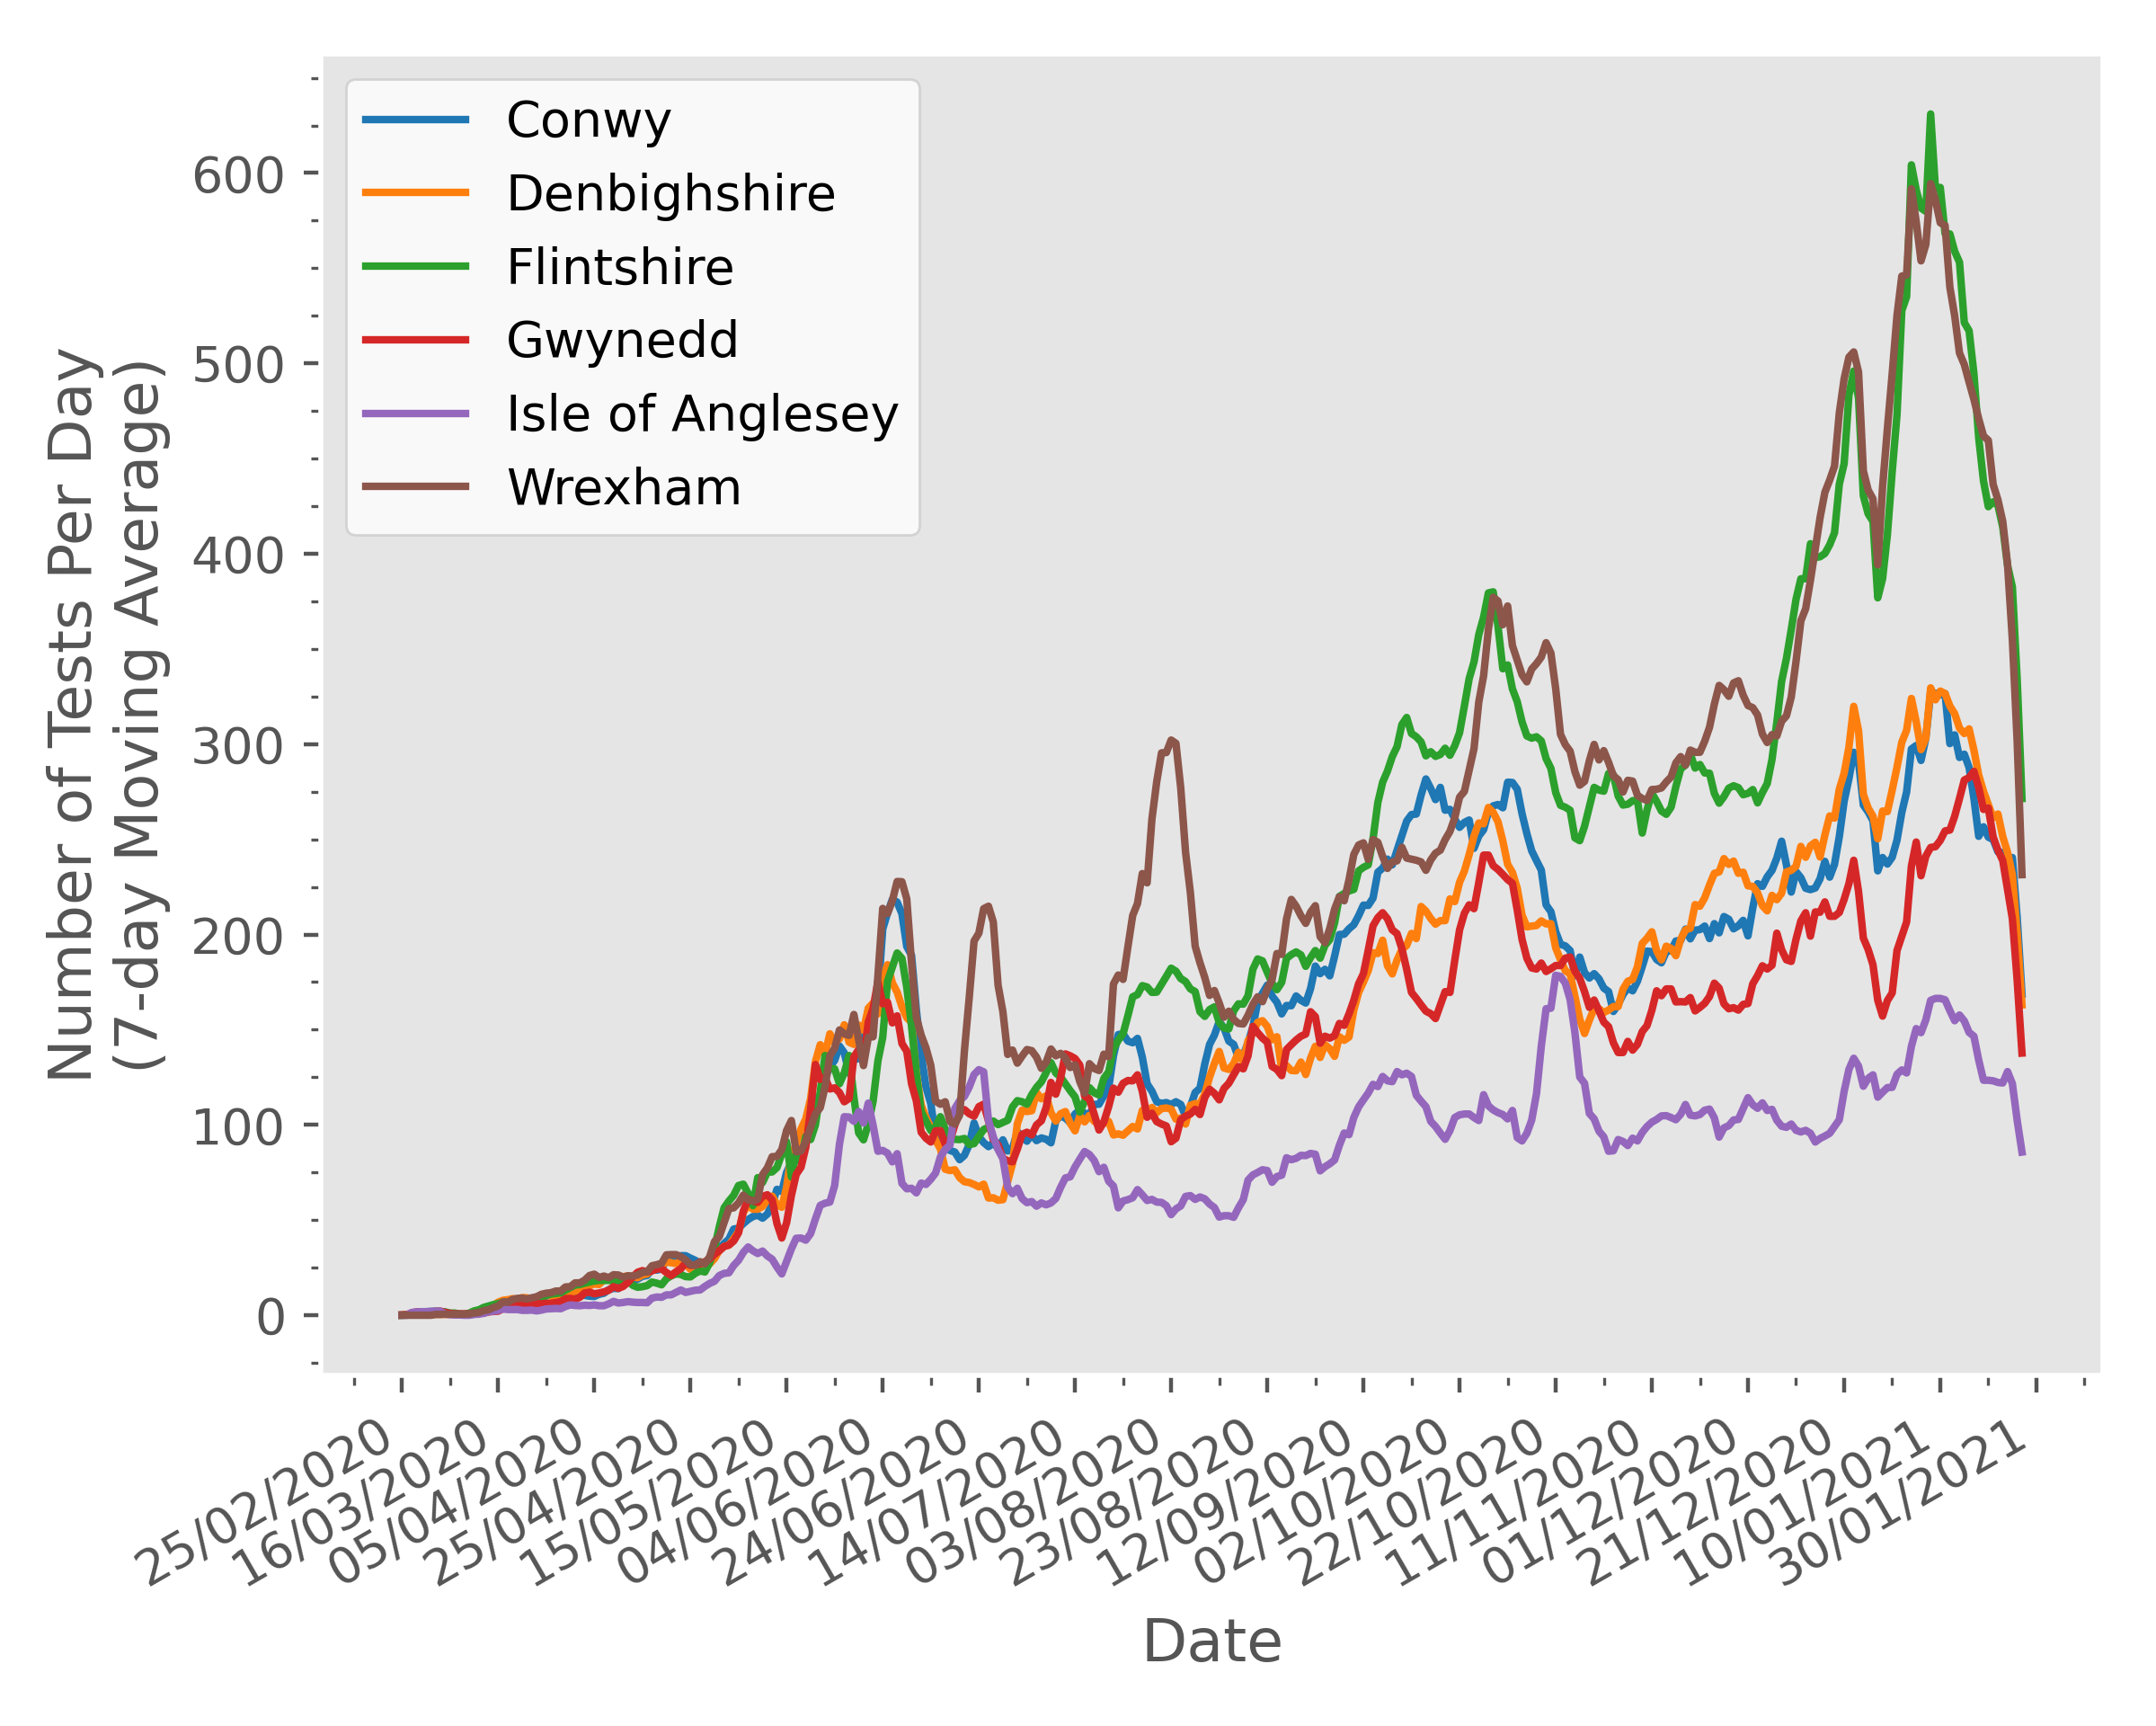 Conwy
Denbighshire
Flintshire
Gwynedd
Isle of Anglesey
Wrexham
600
500
400
300
200
100
0
Number of Tests Per Day
(7-day Moving Average)
25/02/2020
16/03/2020
05/04/2020
25/04/2020
15/05/2020
04/06/2020
24/06/2020
14/07/2020
03/08/2020
23/08/2020
12/09/2020
02/10/2020
22/10/2020
11/11/2020
01/12/2020
21/12/2020
10/01/2021
30/01/2021
Date